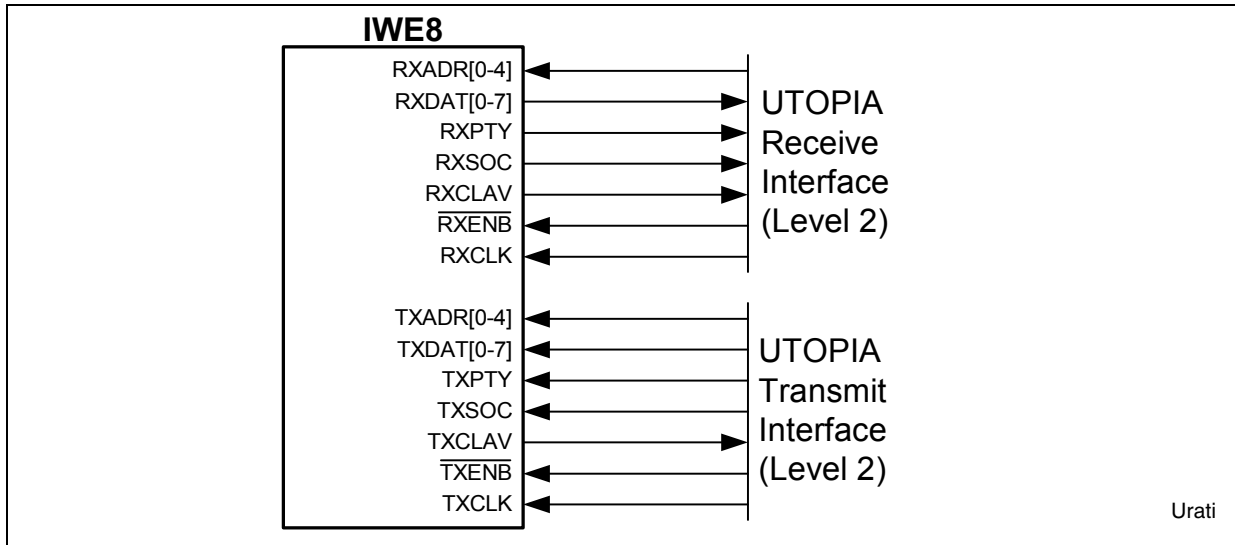 IWE8
RXADR[0-4]
RXDAT[0-7]
RXPTY
RXSOC
RXCLAV
RXENB
RXCLK
UTOPIA
Receive
Interface
(Level 2)
TXADR[0-4]
TXDAT[0-7]
TXPTY
TXSOC
TXCLAV
TXENB
TXCLK
UTOPIA
Transmit
Interface
(Level 2)
Urati